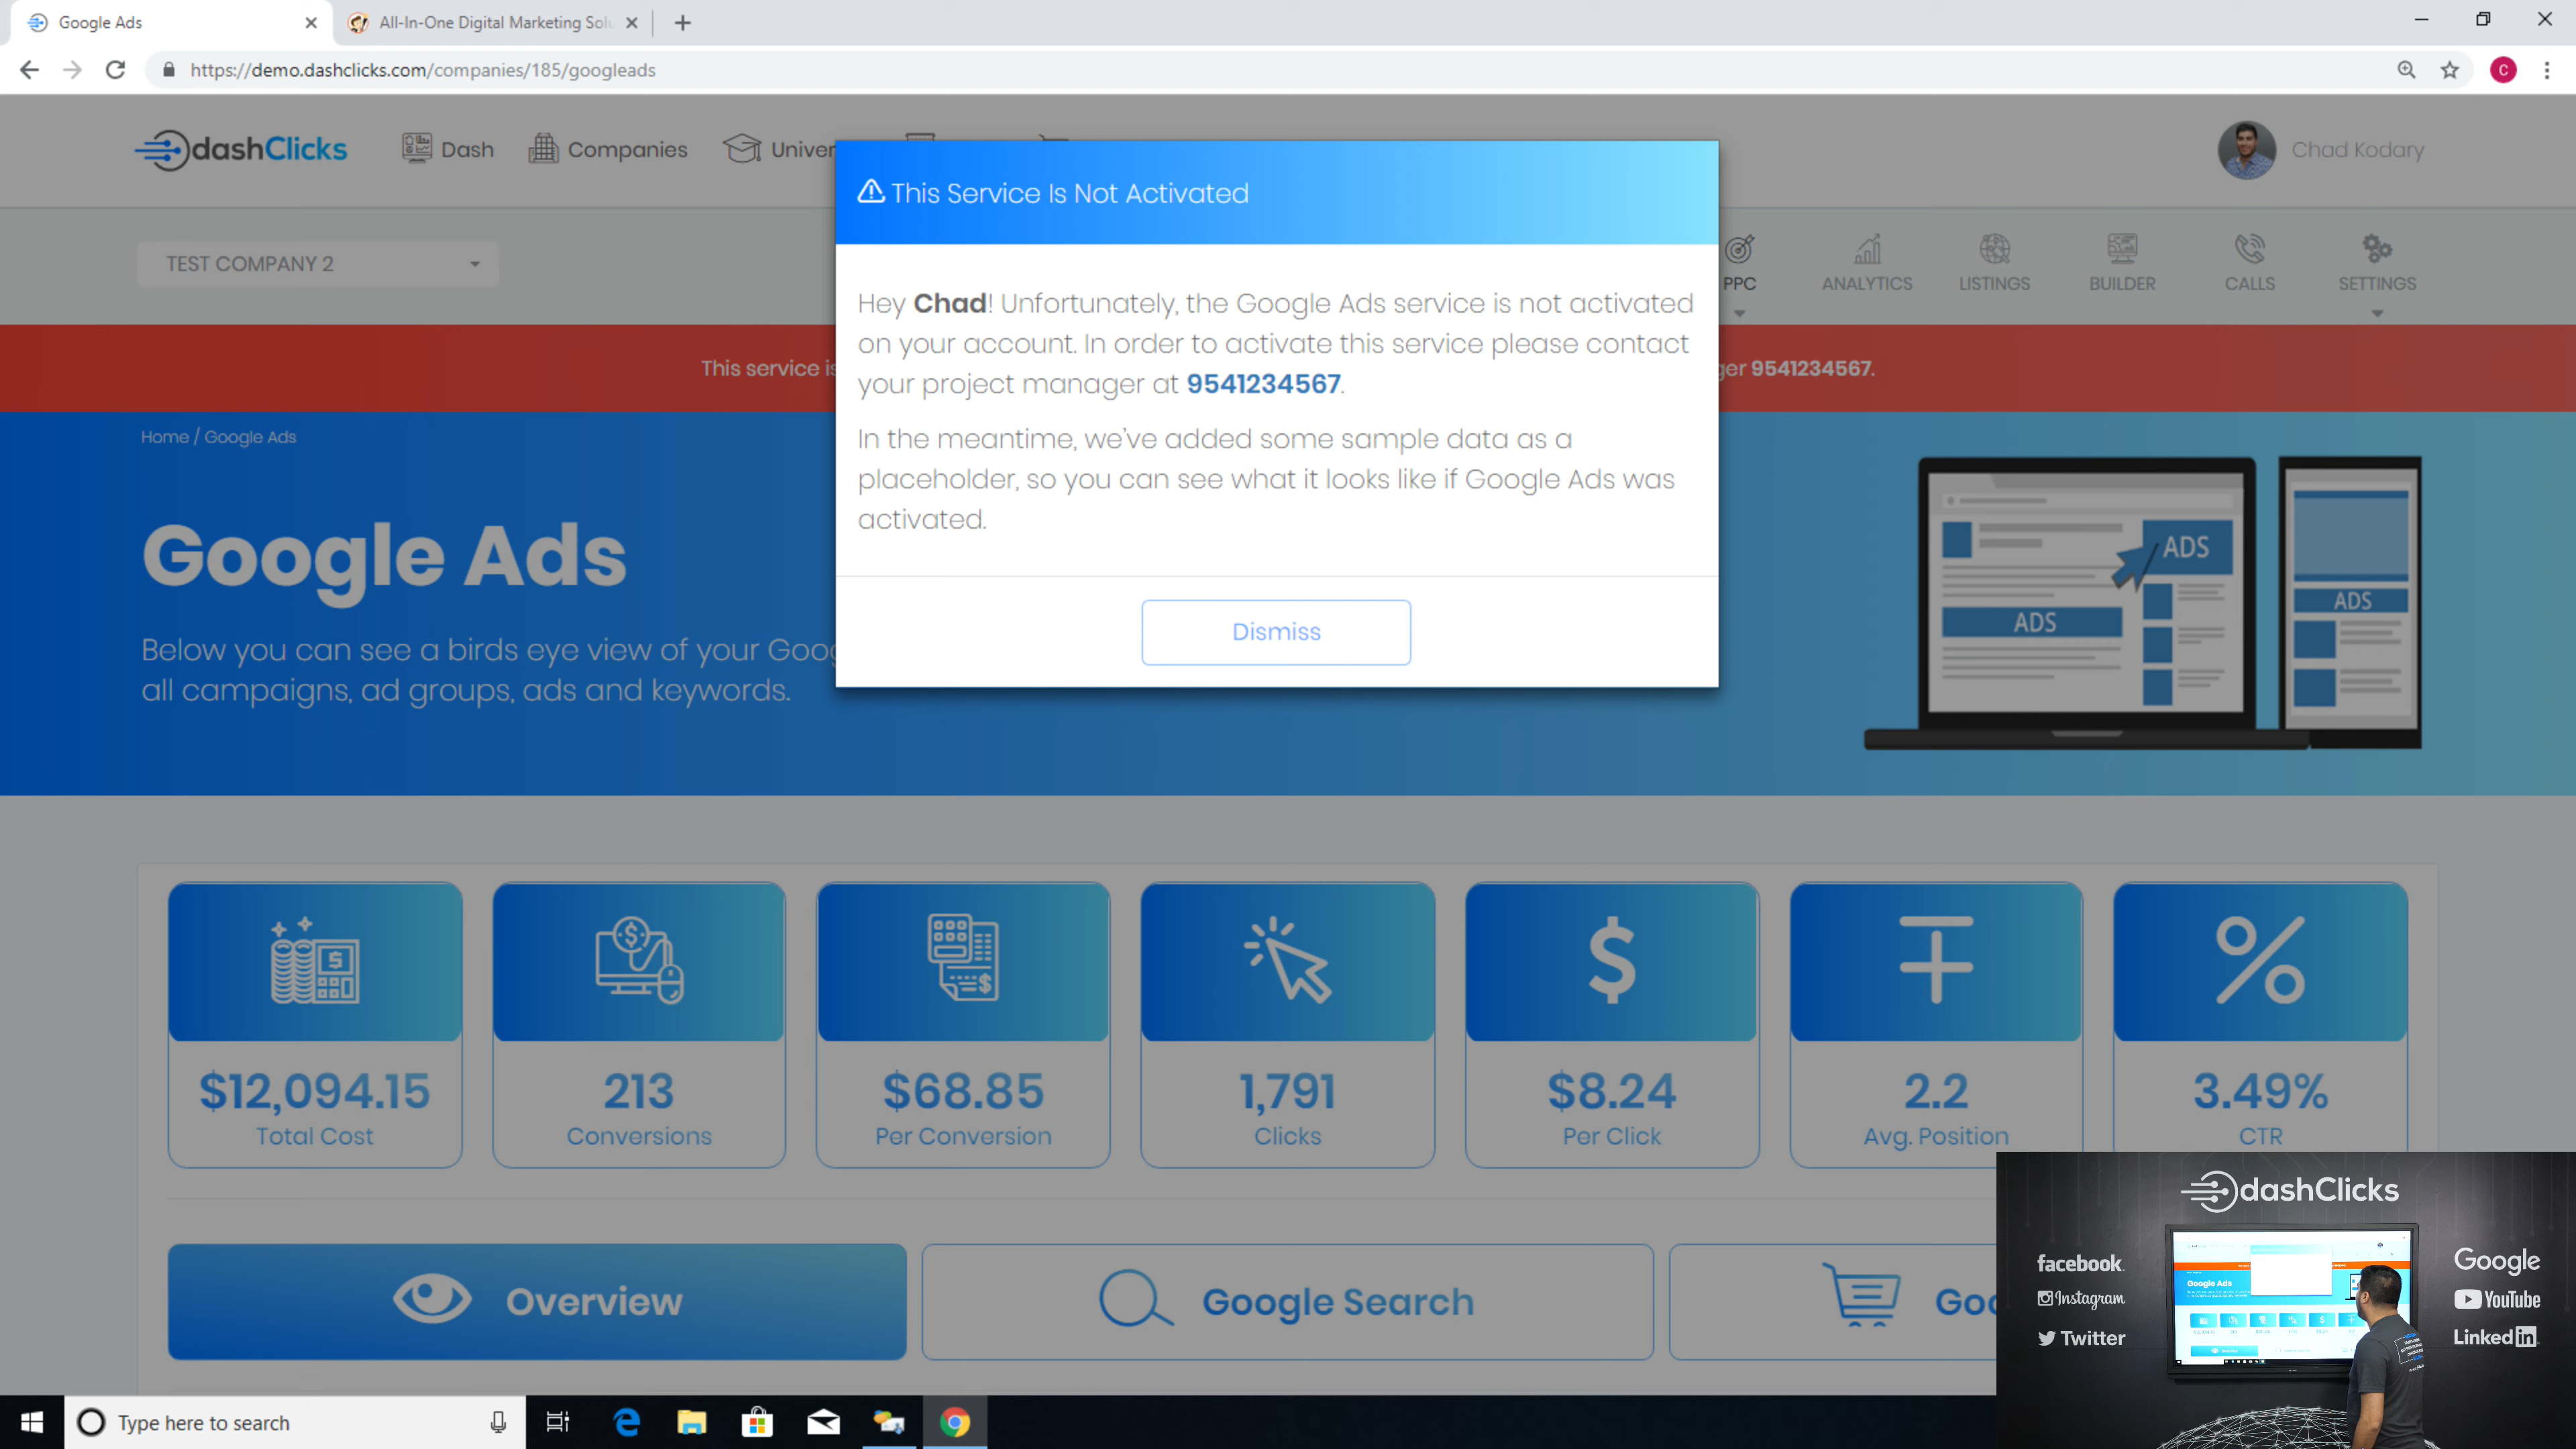 Google Ads
All-In-One Digital Marketing Solu
https://demo.dashclicks.com/companies/185/googleads
C
dashClicks
Dash
Companies
Univer
Chad Kodary
TEST COMPANY 2
PPC
ANALYTICS
LISTINGS
BUILDER
CALLS
SETTINGS
This Service Is Not Activated
Hey Chad! Unfortunately, the Google Ads service is not activated
on your account. In order to activate this service please contact
your project manager at 9541234567.
In the meantime, we've added some sample data as a
placeholder, so you can see what it looks like if Google Ads was
activated.
Dismiss
This service is
ger 9541234567.
Home / Google Ads
Google Ads
Below you can see a birds eye view of your Goog
all campaigns, ad groups, ads and keywords.
ADS
ADS
ADS
$12,094.15
Total Cost
213
Conversions
$68.85
Per Conversion
1,791
Clicks
$8.24
Per Click
2.2
Avg. Position
3.49%
CTR
Overview
Google Search
Goo
dashClicks
facebook
Instagram
Twitter
Google Ads
Google
YouTube
Linked in
Type here to search